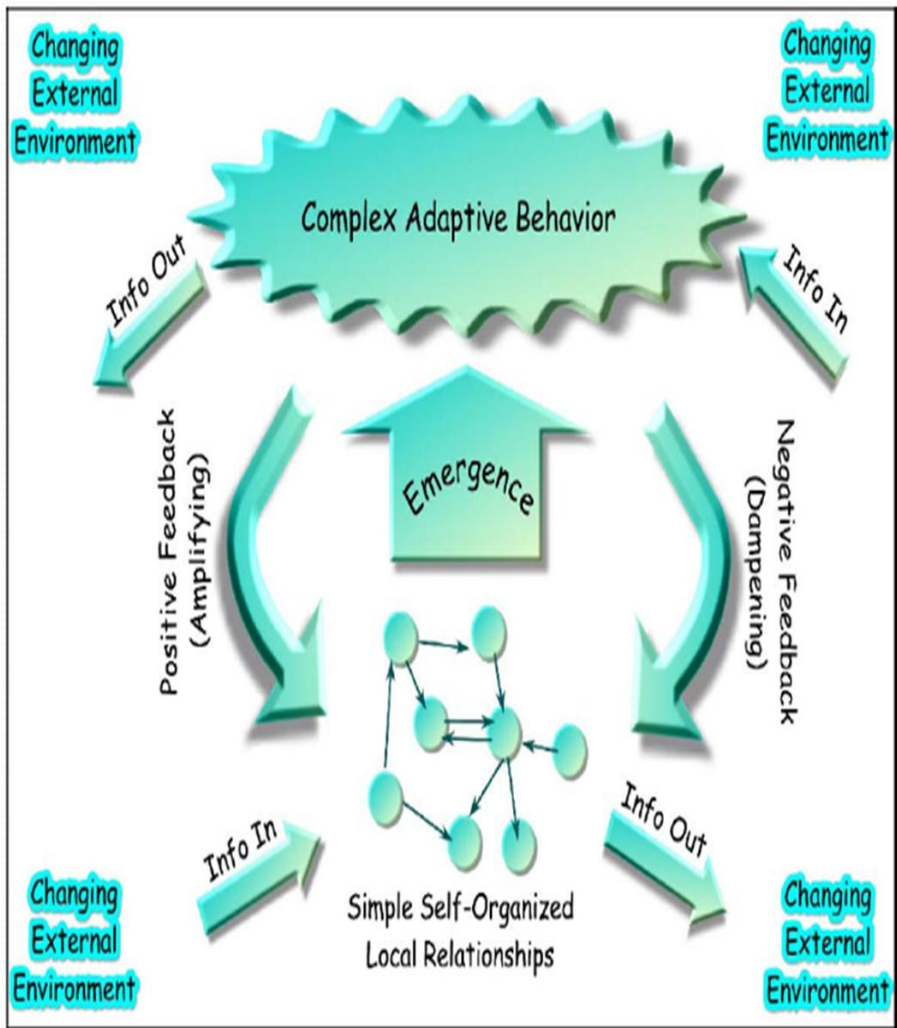 Changing
External
Environment
Changing
External
Environment
Complex Adaptive Behavior
Info Out
Info In
Emergence
Positive Feedback
(Amplifying)
Negative Feedback
(Dampening)
Info In
Info Out
Simple Self-Organized
Local Relationships
Changing
External
Environment
Changing
External
Environment